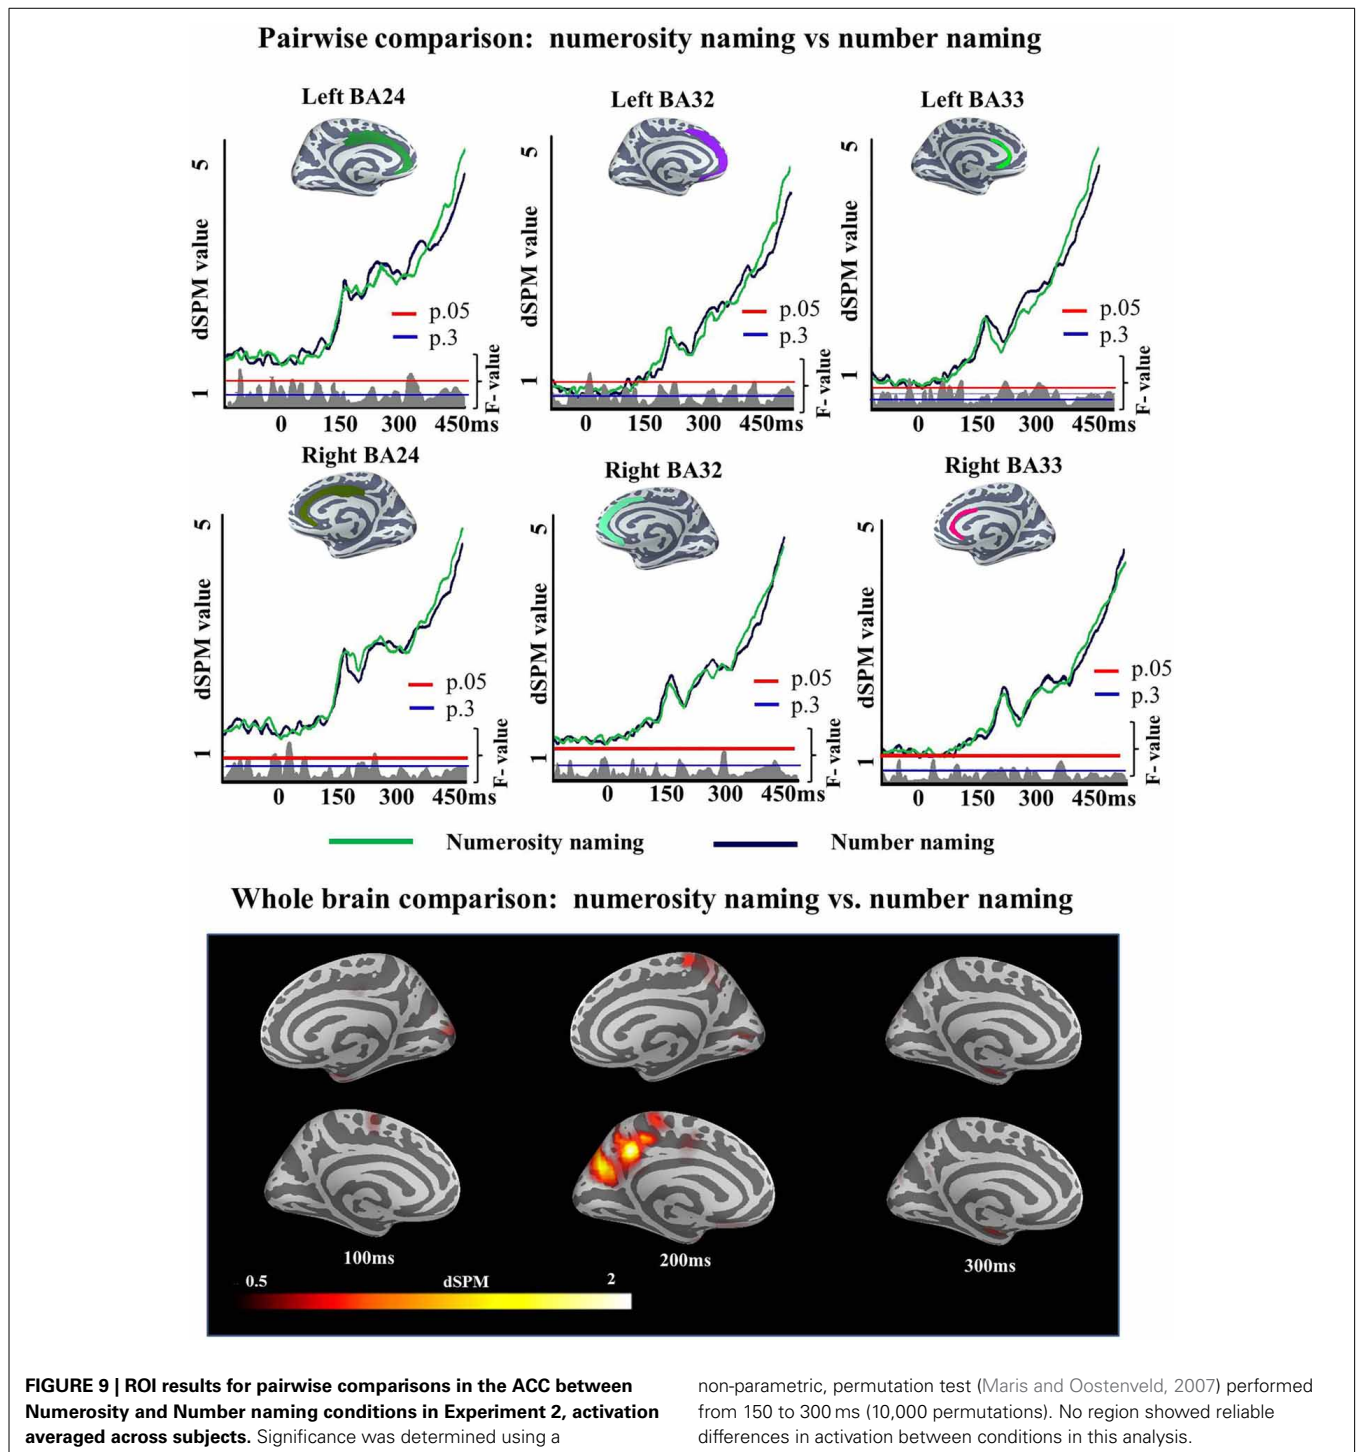 Pairwise comparison: numerosity naming vs number naming
Left BA24
Left BA32
Left BA33
5
dSPM value
1
p.05
p.3
F- value
0 150 300 450ms
5
dSPM value
1
p.05
p.3
F- value
0 150 300 450ms
5
dSPM value
1
p.05
p.3
F- value
0 150 300 450ms
Right BA24
Right BA32
Right BA33
5
dSPM value
1
p.05
p.3
F- value
0 150 300 450ms
5
dSPM value
1
p.05
p.3
F- value
0 150 300 450ms
5
dSPM value
1
p.05
p.3
F- value
0 150 300 450ms
Numerosity naming Number naming
Whole brain comparison: numerosity naming vs. number naming
100ms 200ms 300ms
0.5 dSPM 2
FIGURE 9 | ROI results for pairwise comparisons in the ACC between
Numerosity and Number naming conditions in Experiment 2, activation
averaged across subjects. Significance was determined using a
non-parametric, permutation test (Maris and Oostenveld, 2007) performed
from 150 to 300 ms (10,000 permutations). No region showed reliable
differences in activation between conditions in this analysis.